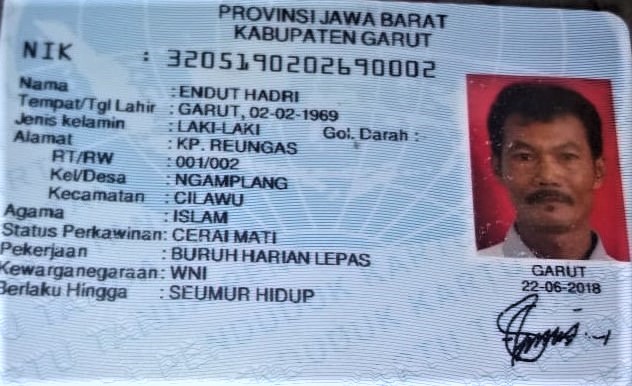 PROVINSI JAWA BARAT
KABUPATEN GARUT
NIK : 3205190202690002
Nama : ENDUT HADRI
Tempat/Tgl Lahir : GARUT, 02-02-1969
Jenis kelamin : LAKI-LAKI Gol. Darah :
Alamat : KP. REUNGAS
RT/RW : 001/002
Kel/Desa : NGAMPLANG
Kecamatan : CILAWU
Agama : ISLAM
Status Perkawinan: CERAI MATI
Pekerjaan : BURUH HARIAN LEPAS
Kewarganegaraan: WNI
Berlaku Hingga : SEUMUR HIDUP
GARUT
22-06-2018